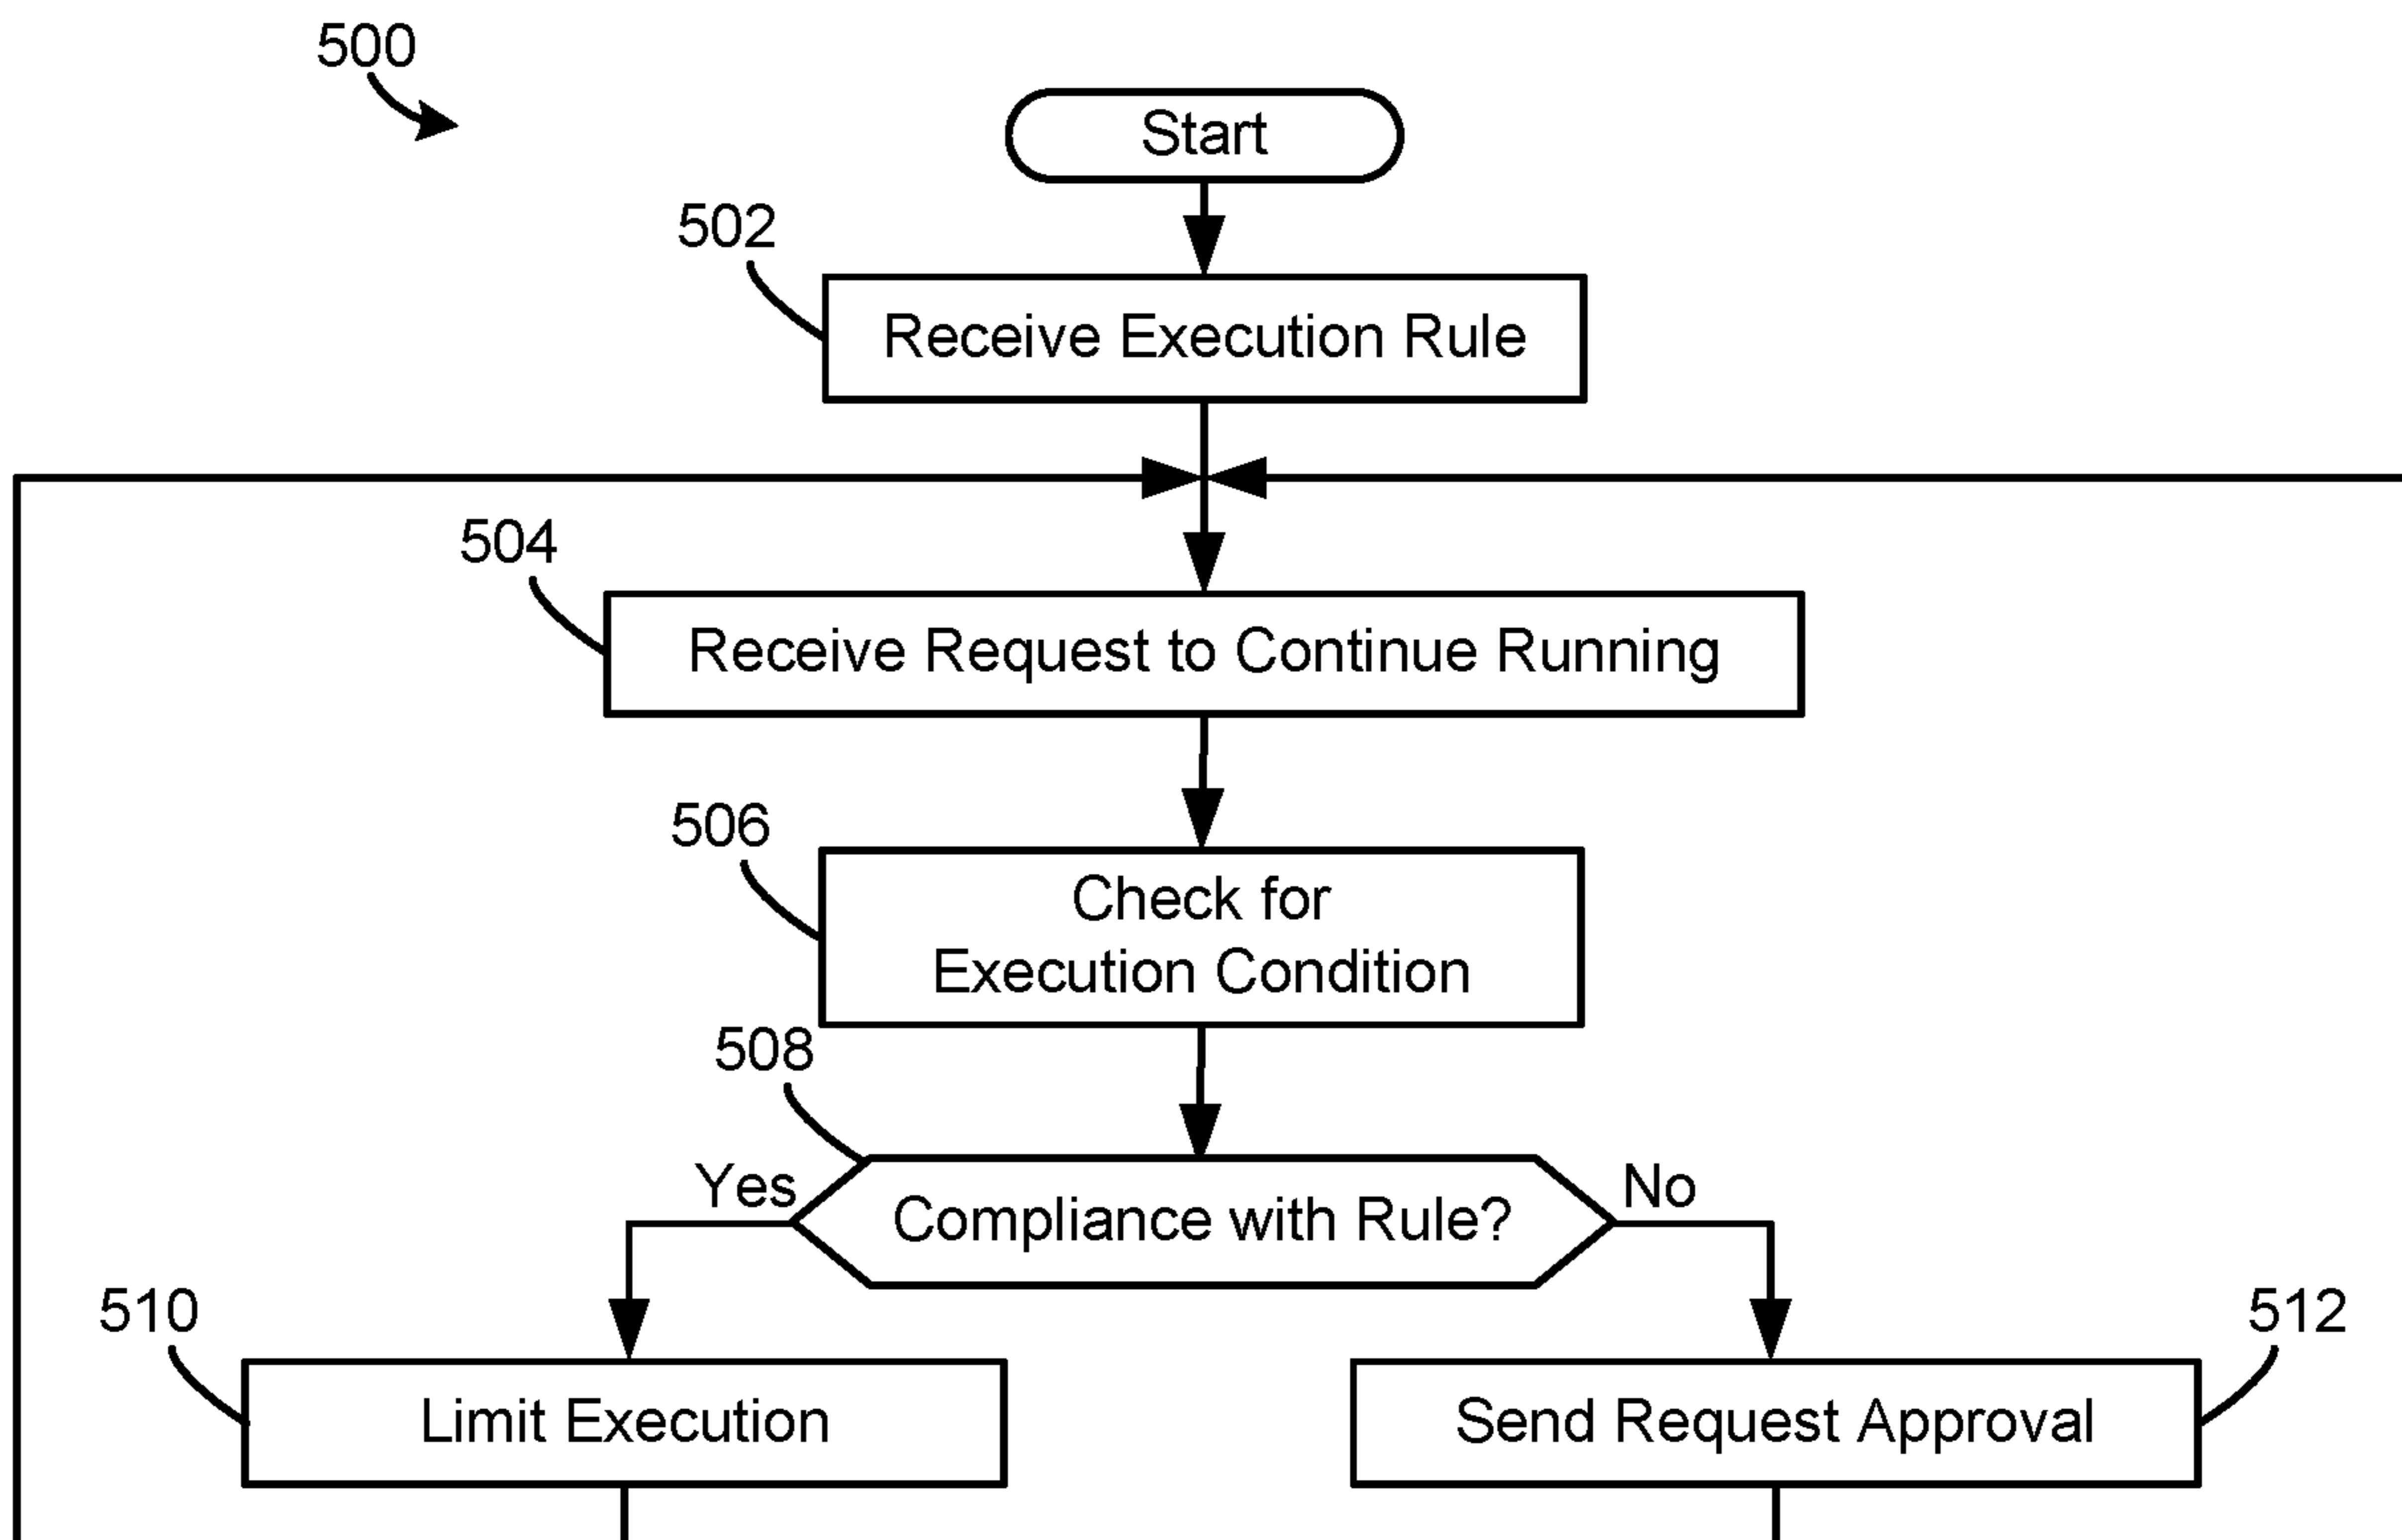 500
Start
502
Receive Execution Rule
504
Receive Request to Continue Running
506
Check for
Execution Condition
508
Yes
Compliance with Rule?
No
510
Limit Execution
512
Send Request Approval